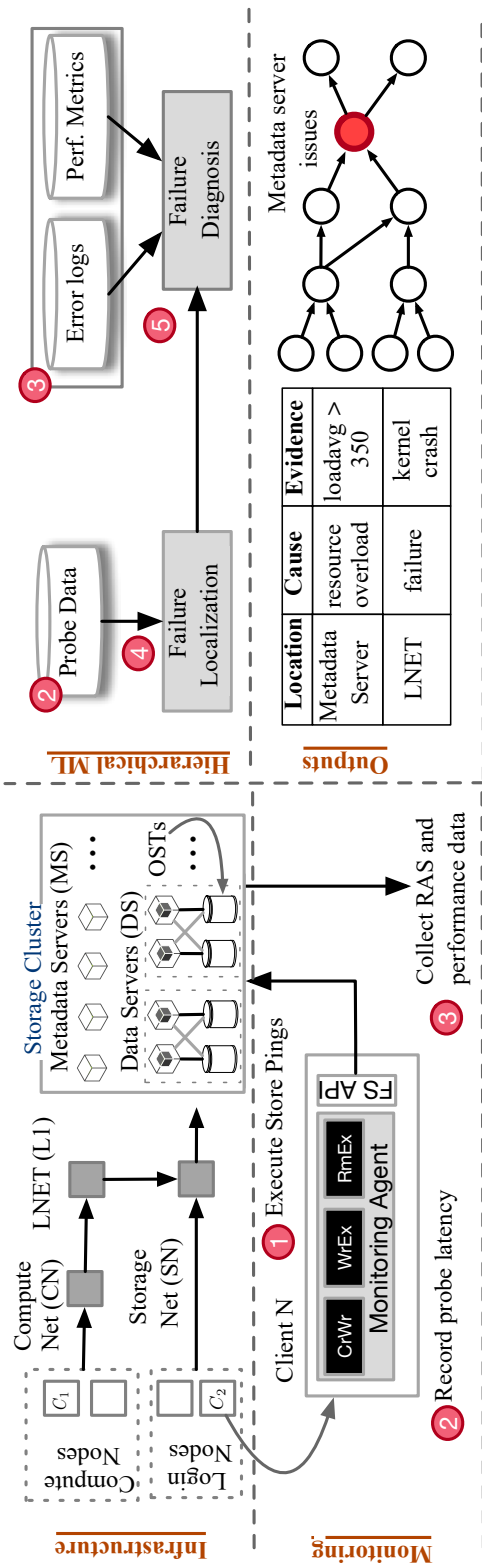 Infrastructure
Compute
Nodes
C1
Login
Nodes
C2
Compute
Net (CN)
LNET (L1)
Storage
Net (SN)
Storage Cluster
Metadata Servers (MS)
...
Data Servers (DS)
OSTs
...
Monitoring
Client N
1 Execute Store Pings
CrWr
WrEx
RmEx
Monitoring Agent
FS API
2 Record probe latency
3 Collect RAS and
performance data
Hierarchical ML
2
Probe Data
4
Failure
Localization
3
Error logs
Perf. Metrics
5
Failure
Diagnosis
Outputs
Location Cause Evidence
Metadata resource loadavg >
Server overload 350
LNET failure kernel
crash
Metadata server
issues